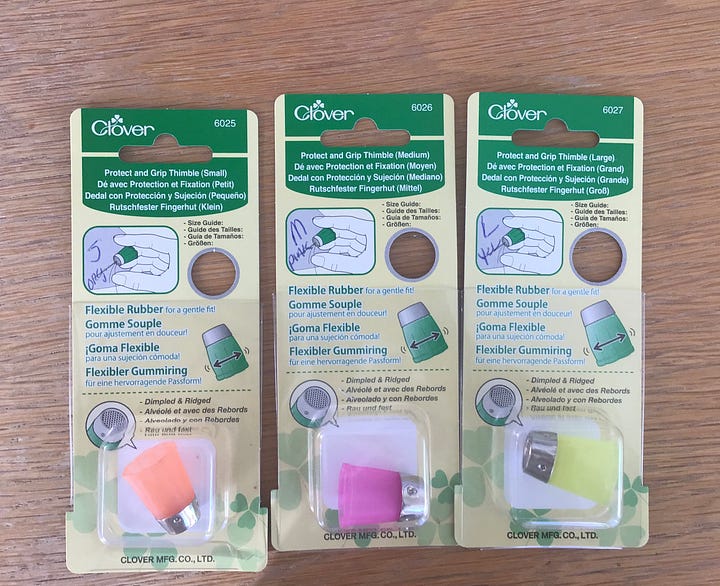 Clover 6025
Protect and Grip Thimble (Small)
Dé avec Protection et Fixation (Petit)
Dedal con Protección y Sujeción (Pequeño)
Rutschfester Fingerhut (Klein)
- Size Guide:
- Guide des Tailles:
- Guía de Tamaños:
- Größen:
S
Flexible Rubber for a gentle fit!
Gomme Souple
pour ajustement en douceur!
¡Goma Flexible
para una sujeción cómoda!
Flexibler Gummiring
für eine hervorragende Passform!
- Dimpled & Ridged
- Alvéolé et avec des Rebords
- Alveolado y con Rebordes
- Rau und fest
CLOVER MFG. CO., LTD.
Clover 6026
Protect and Grip Thimble (Medium)
Dé avec Protection et Fixation (Moyen)
Dedal con Protección y Sujeción (Mediano)
Rutschfester Fingerhut (Mittel)
- Size Guide:
- Guide des Tailles:
- Guía de Tamaños:
- Größen:
M
Flexible Rubber for a gentle fit!
Gomme Souple
pour ajustement en douceur!
¡Goma Flexible
para una sujeción cómoda!
Flexibler Gummiring
für eine hervorragende Passform!
- Dimpled & Ridged
- Alvéolé et avec des Rebords
- Alveolado y con Rebordes
- Rau und fest
CLOVER MFG. CO., LTD.
Clover 6027
Protect and Grip Thimble (Large)
Dé avec Protection et Fixation (Grand)
Dedal con Protección y Sujeción (Grande)
Rutschfester Fingerhut (Groß)
- Size Guide:
- Guide des Tailles:
- Guía de Tamaños:
- Größen:
L
Flexible Rubber for a gentle fit!
Gomme Souple
pour ajustement en douceur!
¡Goma Flexible
para una sujeción cómoda!
Flexibler Gummiring
für eine hervorragende Passform!
- Dimpled & Ridged
- Alvéolé et avec des Rebords
- Alveolado y con Rebordes
- Rau und fest
CLOVER MFG. CO., LTD.